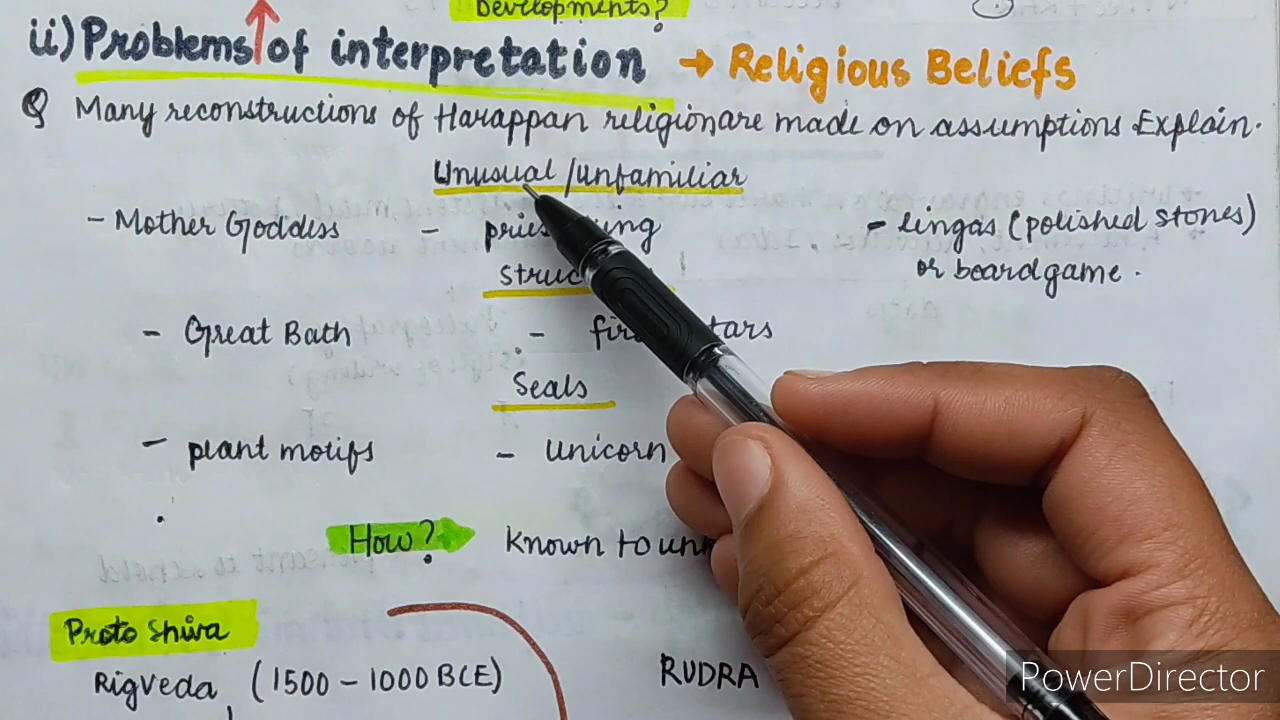 Developments?
ii) Problems of interpretation → Religious Beliefs
Q Many reconstructions of Harappan religion are made on assumptions Explain.
Unusual /unfamiliar
- Mother Goddess - - lingas (polished stones)
or board game.
- Great Bath -
Seals
- plant motifs - unicorn
How? Known to
Proto Shiva
Rigveda (1500 - 1000 BCE) RUDRA
PowerDirector